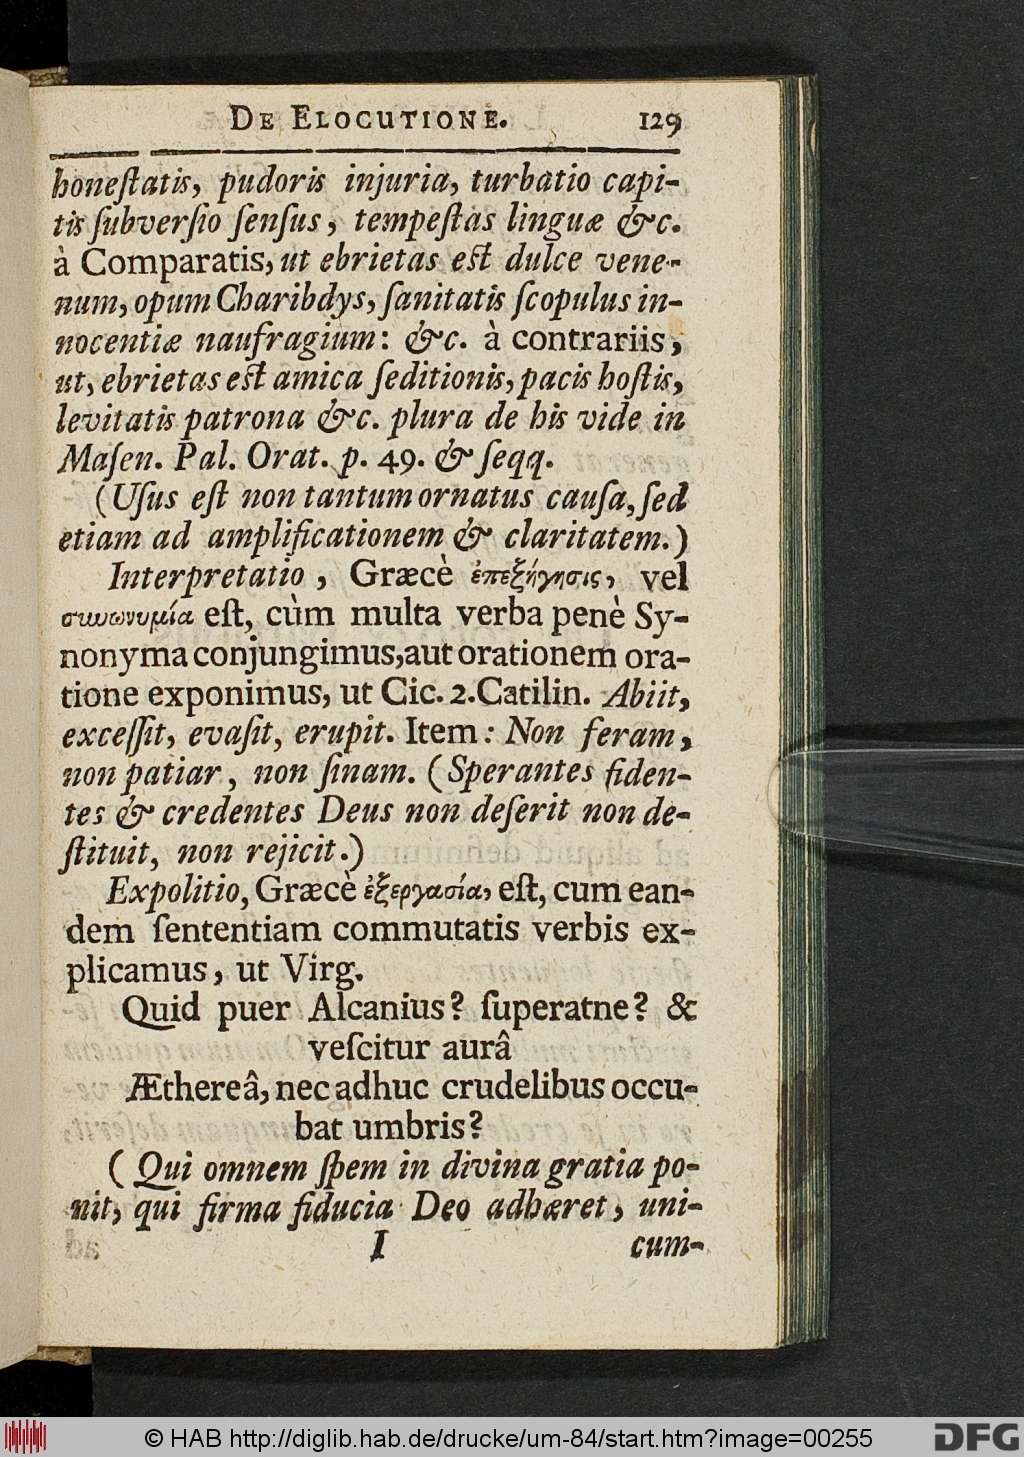 DE ELOCUTIONE. 129
honeſtatis, pudoris injuria, turbatio capi-
tis ſubverſio ſenſus, tempeſtas linguæ &c.
à Comparatis, ut ebrietas eſt dulce vene-
num, opum Charibdys, ſanitatis ſcopulus in-
nocentiæ naufragium: &c. à contrariis,
ut, ebrietas eſt amica ſeditionis, pacis hoſtis,
levitatis patrona &c. plura de his vide in
Maſen. Pal. Orat. p. 49. & ſeqq.
(Uſus eſt non tantum ornatus cauſa, ſed
etiam ad amplificationem & claritatem.)
Interpretatio, Græcè ἐπεξήγησις, vel
συνωνυμία eſt, cùm multa verba penè Sy-
nonyma conjungimus, aut orationem ora-
tione exponimus, ut Cic. 2. Catilin. Abiit,
exceſſit, evaſit, erupit. Item: Non feram,
non patiar, non ſinam. (Sperantes fiden-
tes & credentes Deus non deſerit non de-
ſtituit, non rejicit.)
Expolitio, Græcè ἐξεργασία, eſt, cum ean-
dem ſententiam commutatis verbis ex-
plicamus, ut Virg.
Quid puer Alcanius? ſuperatne? &
veſcitur aurâ
Æthereâ, nec adhuc crudelibus occu-
bat umbris?
(Qui omnem ſpem in divina gratia po-
nit, qui firma fiducia Deo adhæret, uni-
I cum-
© HAB http://diglib.hab.de/drucke/um-84/start.htm?image=00255
DFG